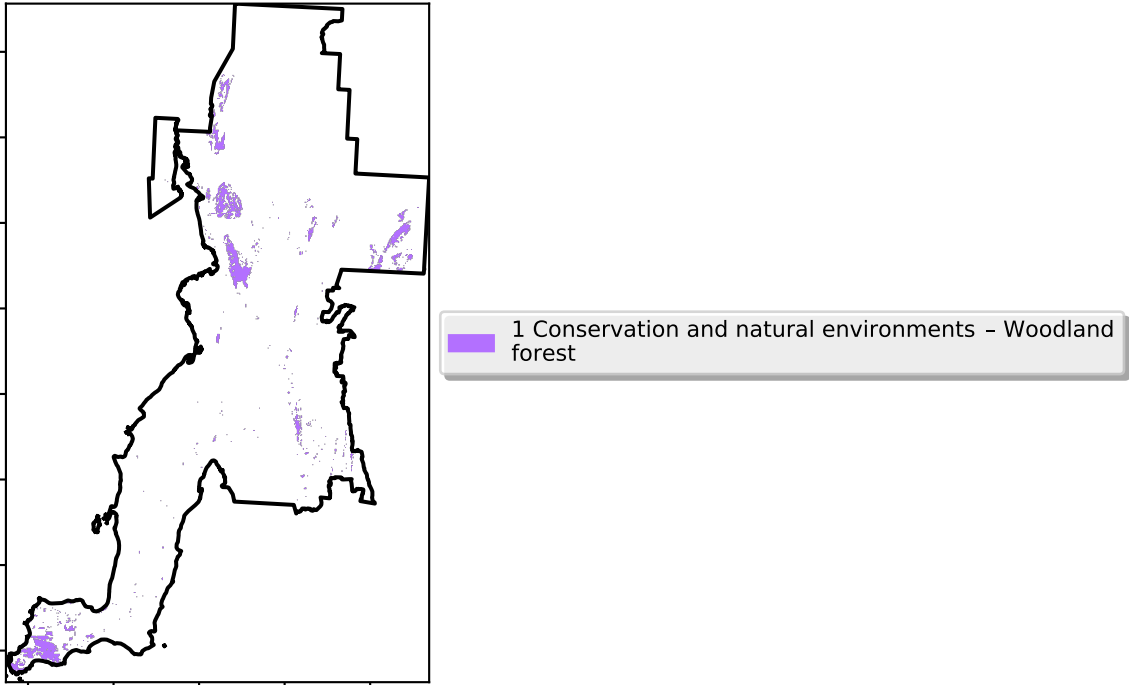 1 Conservation and natural environments – Woodland
forest